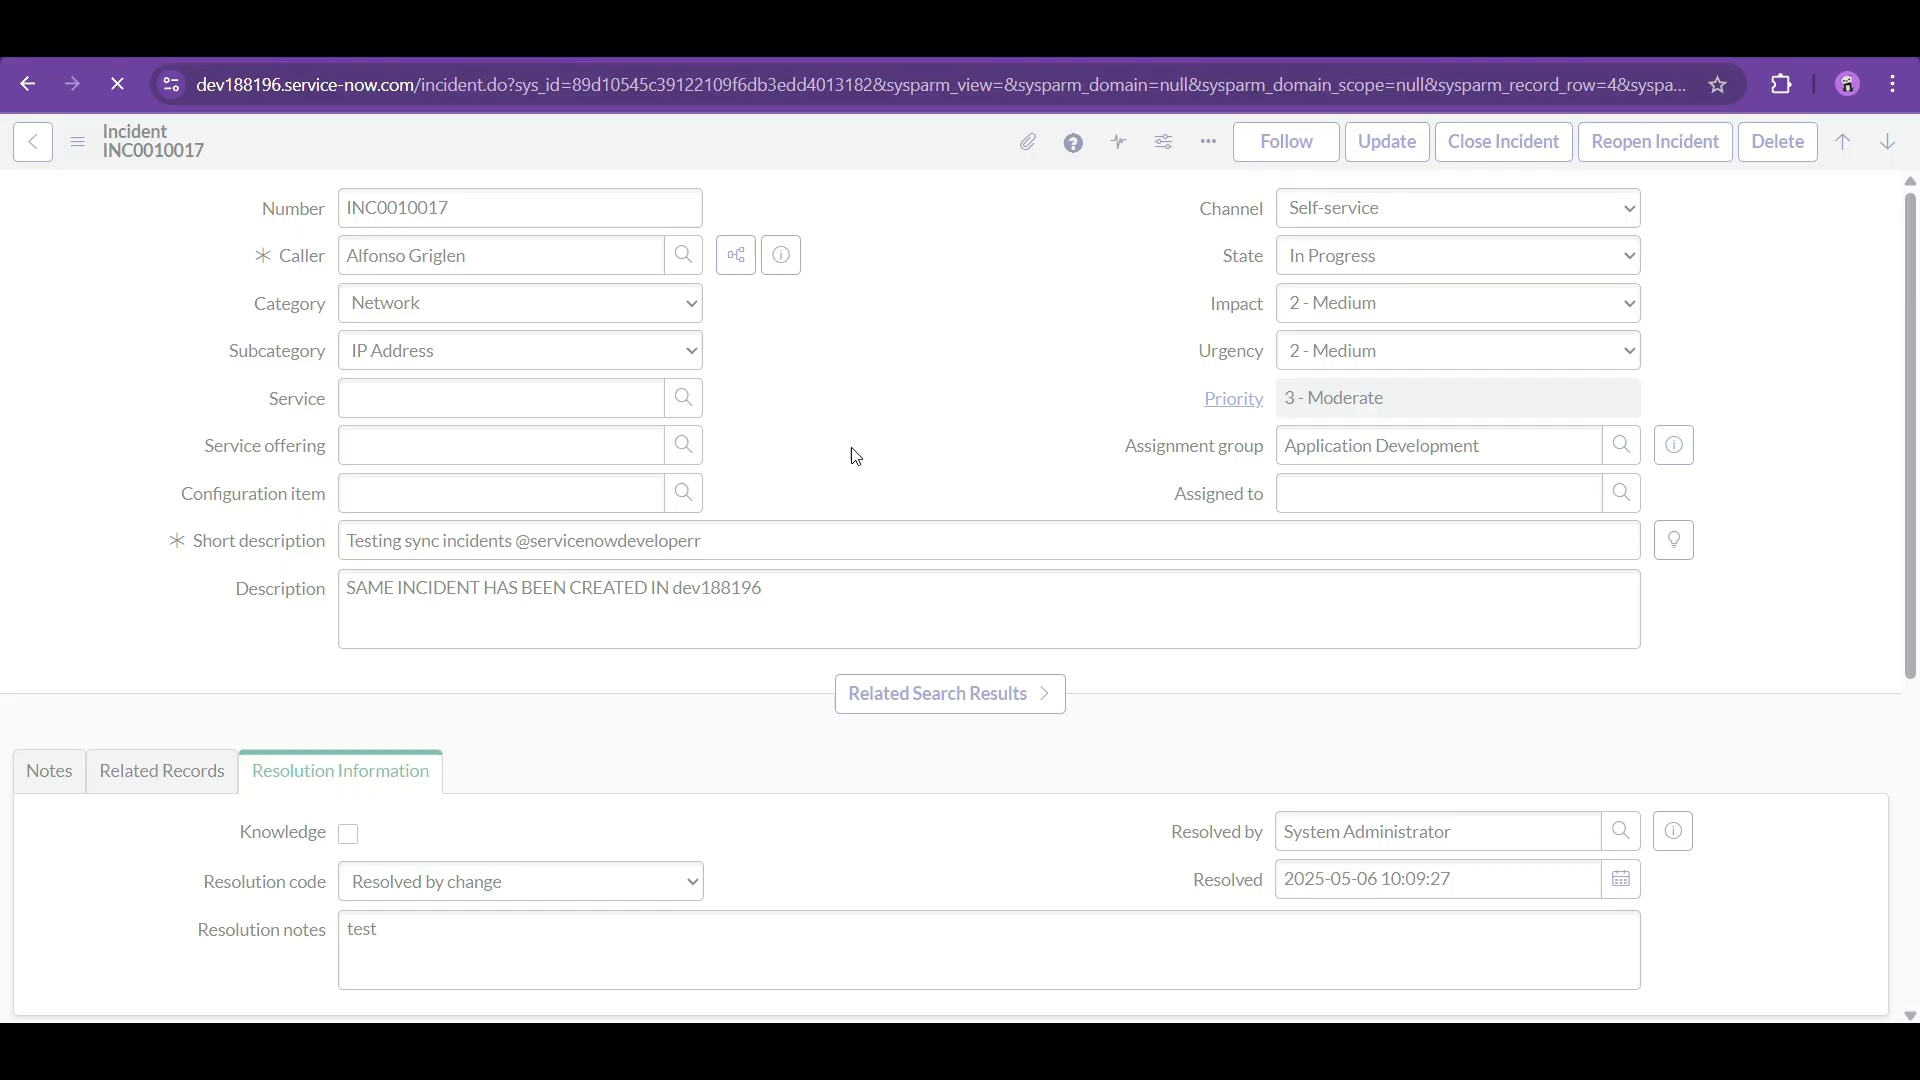 dev188196.service-now.com/incident.do?sys_id=89d10545c39122109f6db3edd4013182&sysparm_view=&sysparm_domain=null&sysparm_domain_scope=null&sysparm_record_row=4&syspa...
Incident
INC0010017
Follow
Update
Close Incident
Reopen Incident
Delete
Number INC0010017
Channel Self-service
Caller Alfonso Griglen
State In Progress
Category Network
Impact 2 - Medium
Subcategory IP Address
Urgency 2 - Medium
Service
Priority 3 - Moderate
Service offering
Assignment group Application Development
Configuration item
Assigned to
Short description Testing sync incidents @servicenowdeveloperr
Description SAME INCIDENT HAS BEEN CREATED IN dev188196
Related Search Results
Notes
Related Records
Resolution Information
Knowledge
Resolved by System Administrator
Resolution code Resolved by change
Resolved 2025-05-06 10:09:27
Resolution notes test